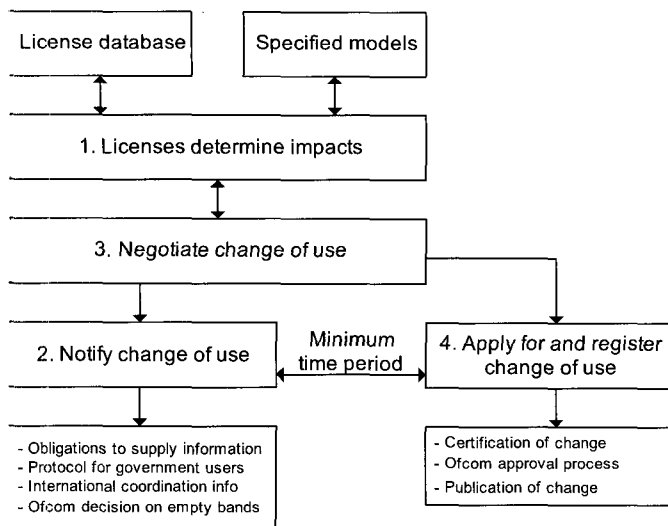 License database
Specified models
1. Licenses determine impacts
3. Negotiate change of use
2. Notify change of use
Minimum
time period
4. Apply for and register
change of use
- Obligations to supply information
- Protocol for government users
- International coordination info
- Ofcom decision on empty bands
- Certification of change
- Ofcom approval process
- Publication of change